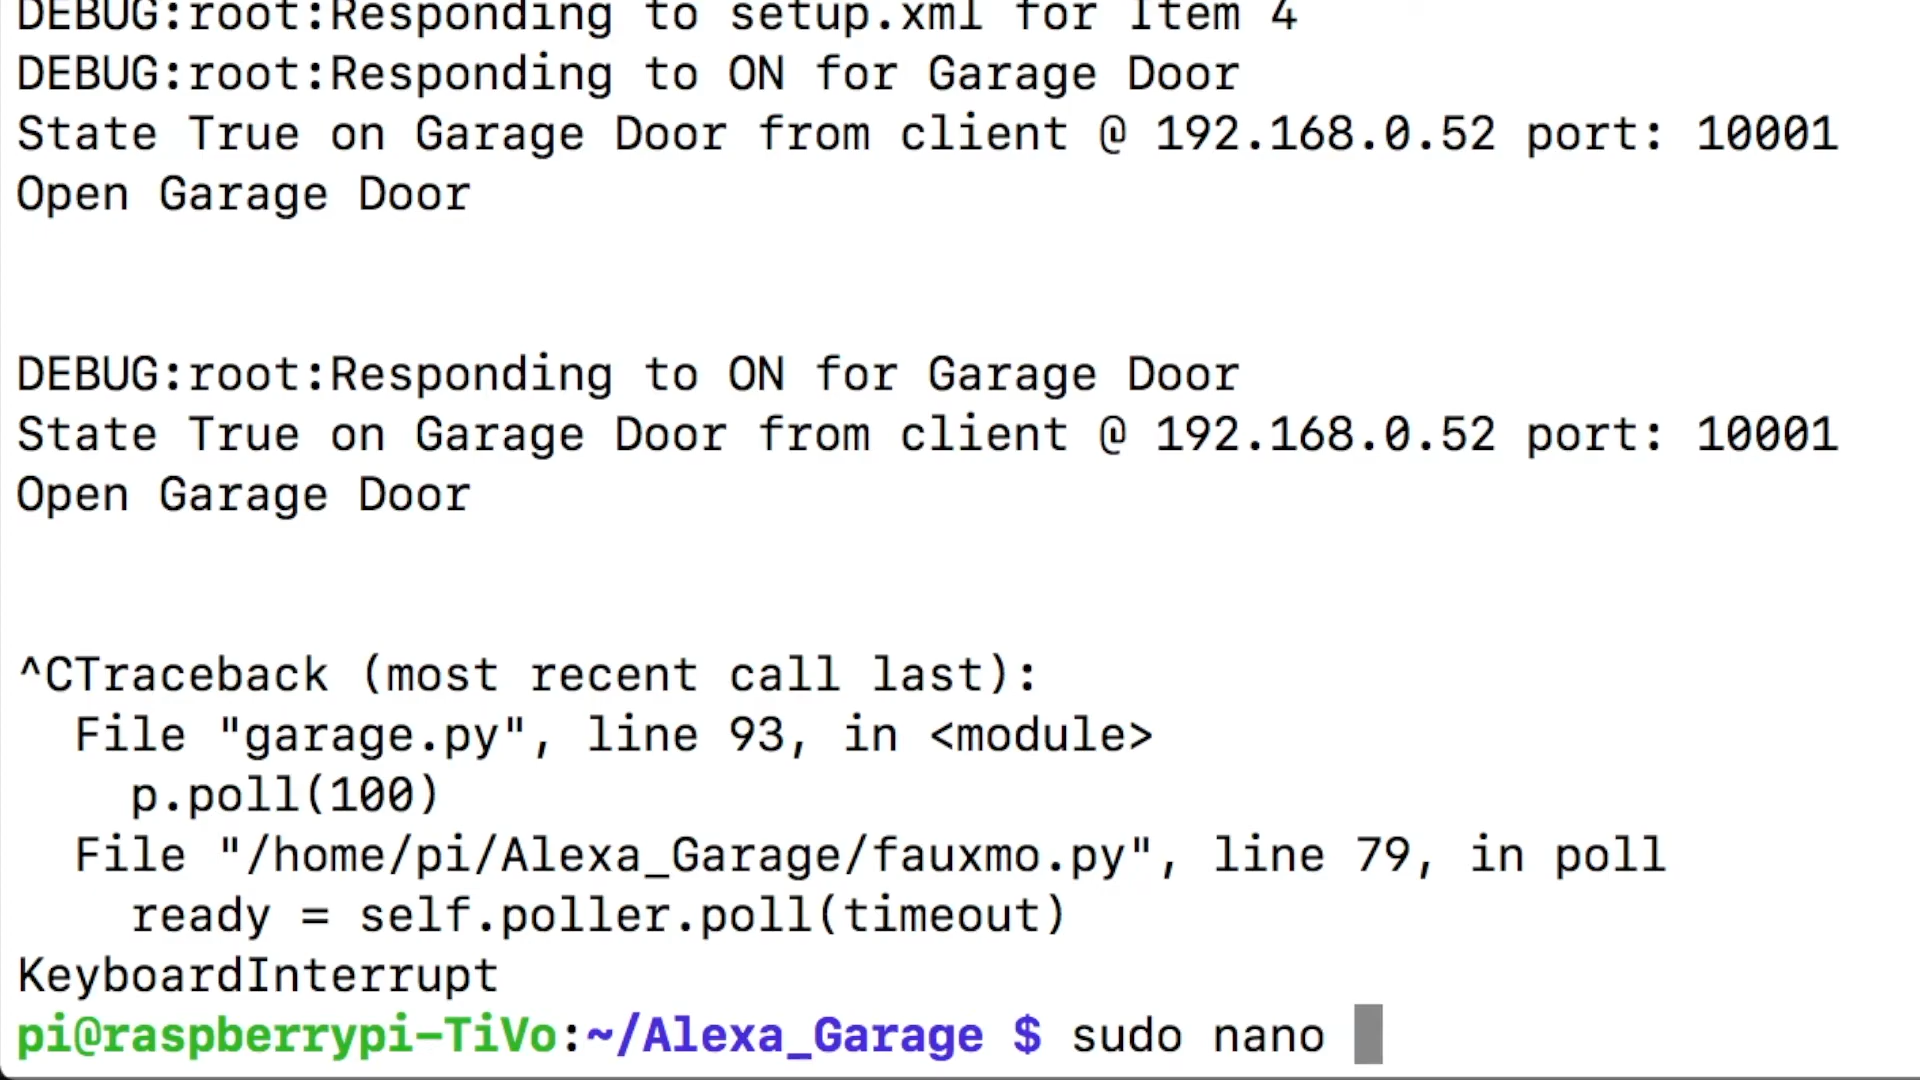 DEBUG:root:Responding to setup.xml for Item 4
DEBUG:root:Responding to ON for Garage Door
State True on Garage Door from client @ 192.168.0.52 port: 10001
Open Garage Door
DEBUG:root:Responding to ON for Garage Door
State True on Garage Door from client @ 192.168.0.52 port: 10001
Open Garage Door
^CTraceback (most recent call last):
  File "garage.py", line 93, in <module>
    p.poll(100)
  File "/home/pi/Alexa_Garage/fauxmo.py", line 79, in poll
    ready = self.poller.poll(timeout)
KeyboardInterrupt
pi@raspberrypi-TiVo:~/Alexa_Garage $ sudo nano